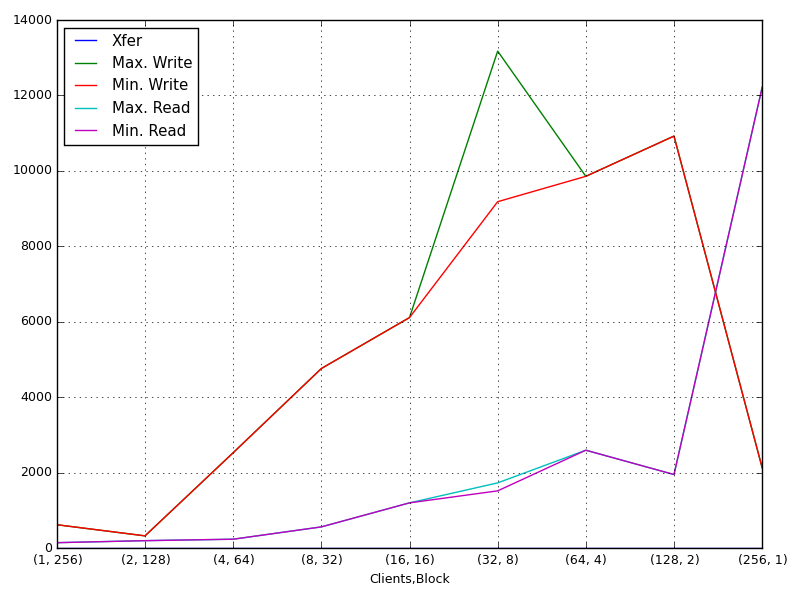 14000
12000
10000
8000
6000
4000
2000
0
Xfer
Max. Write
Min. Write
Max. Read
Min. Read
(1, 256) (2, 128) (4, 64) (8, 32) (16, 16) (32, 8) (64, 4) (128, 2) (256, 1)
Clients,Block